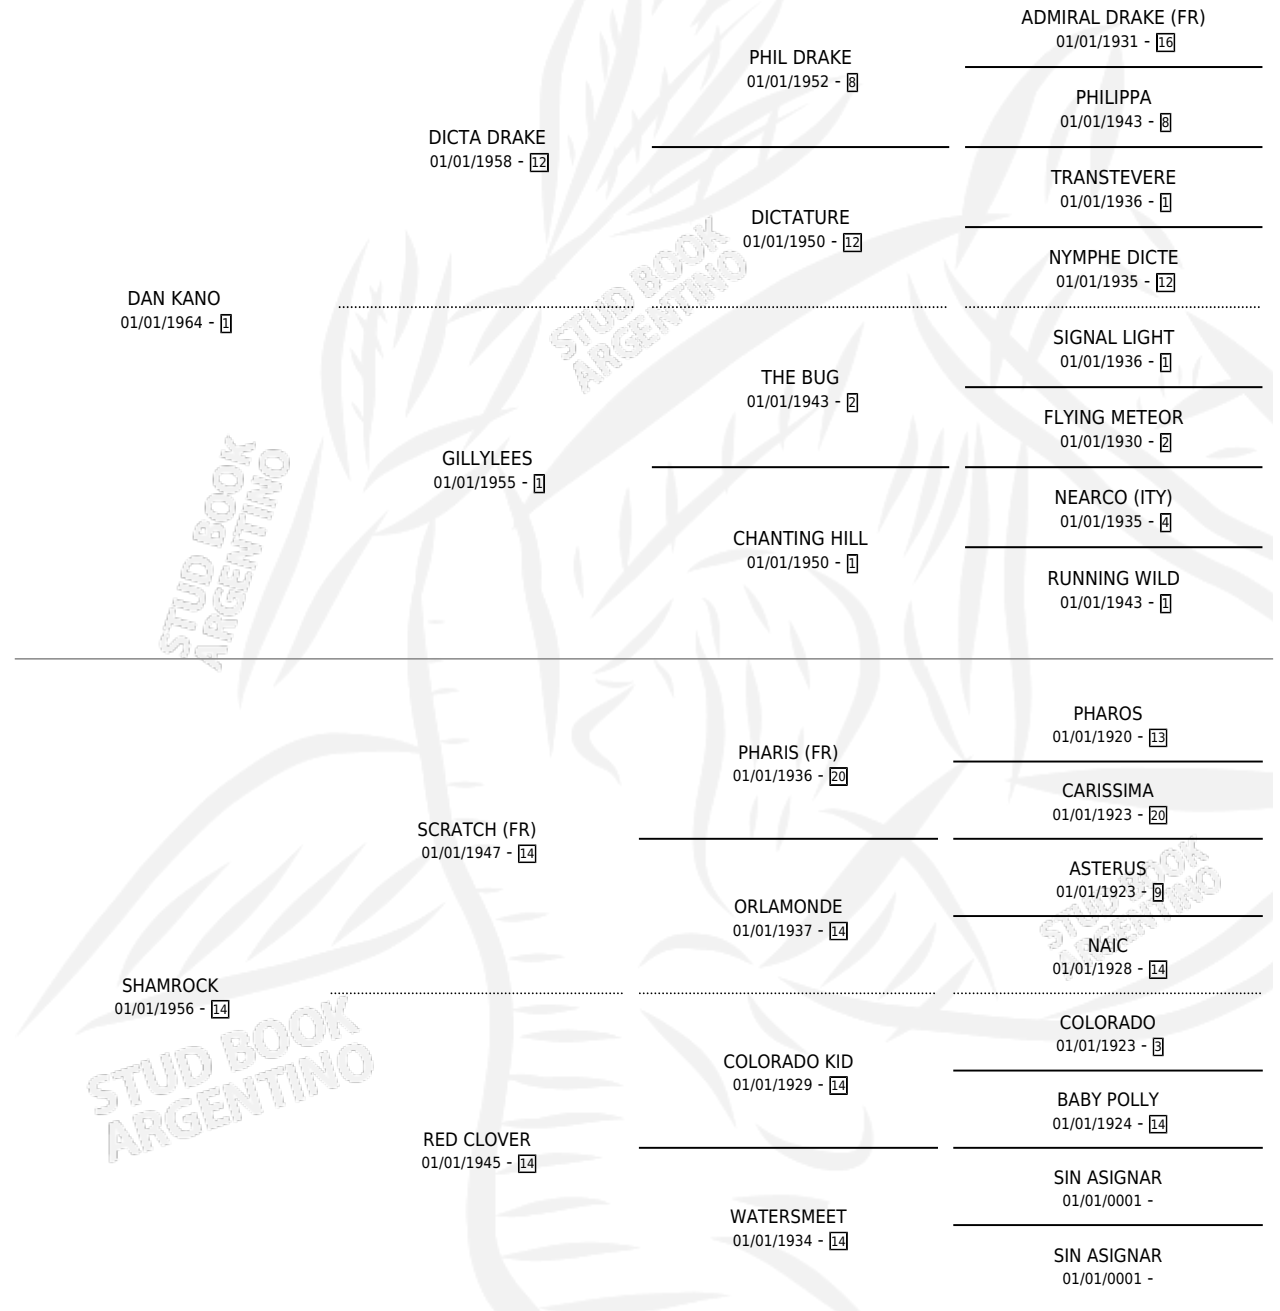 ADMIRAL DRAKE (FR)
01/01/1931 - 16
PHIL DRAKE
01/01/1952 - 8
PHILIPPA
01/01/1943 - 8
DICTA DRAKE
01/01/1958 - 12
TRANSTEVERE
01/01/1936 - 1
DICTATURE
01/01/1950 - 12
NYMPHE DICTE
01/01/1935 - 12
DAN KANO
01/01/1964 - 1
STUD BOOK
ARGENTINO
SIGNAL LIGHT
01/01/1936 - 1
THE BUG
01/01/1943 - 2
FLYING METEOR
01/01/1930 - 2
GILLYLEES
01/01/1955 - 1
NEARCO (ITY)
01/01/1935 - 4
CHANTING HILL
01/01/1950 - 1
RUNNING WILD
01/01/1943 - 1
STUD BOOK
ARGENTINO
PHAROS
01/01/1920 - 13
PHARIS (FR)
01/01/1936 - 20
CARISSIMA
01/01/1923 - 20
SCRATCH (FR)
01/01/1947 - 14
ASTERUS
01/01/1923 - 9
ORLAMONDE
01/01/1937 - 14
STUD BOOK
ARGENTINO
NAIC
01/01/1928 - 14
SHAMROCK
01/01/1956 - 14
STUD BOOK
ARGENTINO
COLORADO
01/01/1923 - 3
COLORADO KID
01/01/1929 - 14
BABY POLLY
01/01/1924 - 14
RED CLOVER
01/01/1945 - 14
SIN ASIGNAR
01/01/0001 -
WATERSMEET
01/01/1934 - 14
SIN ASIGNAR
01/01/0001 -